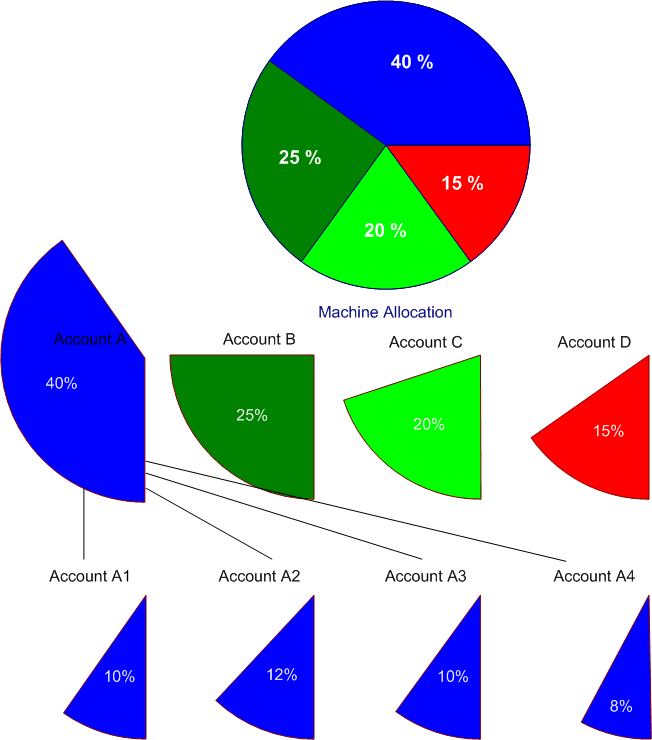 40 %
25 %
15 %
20 %
Machine Allocation
Account A
Account B
Account C
Account D
40%
25%
20%
15%
Account A1
Account A2
Account A3
Account A4
10%
12%
10%
8%